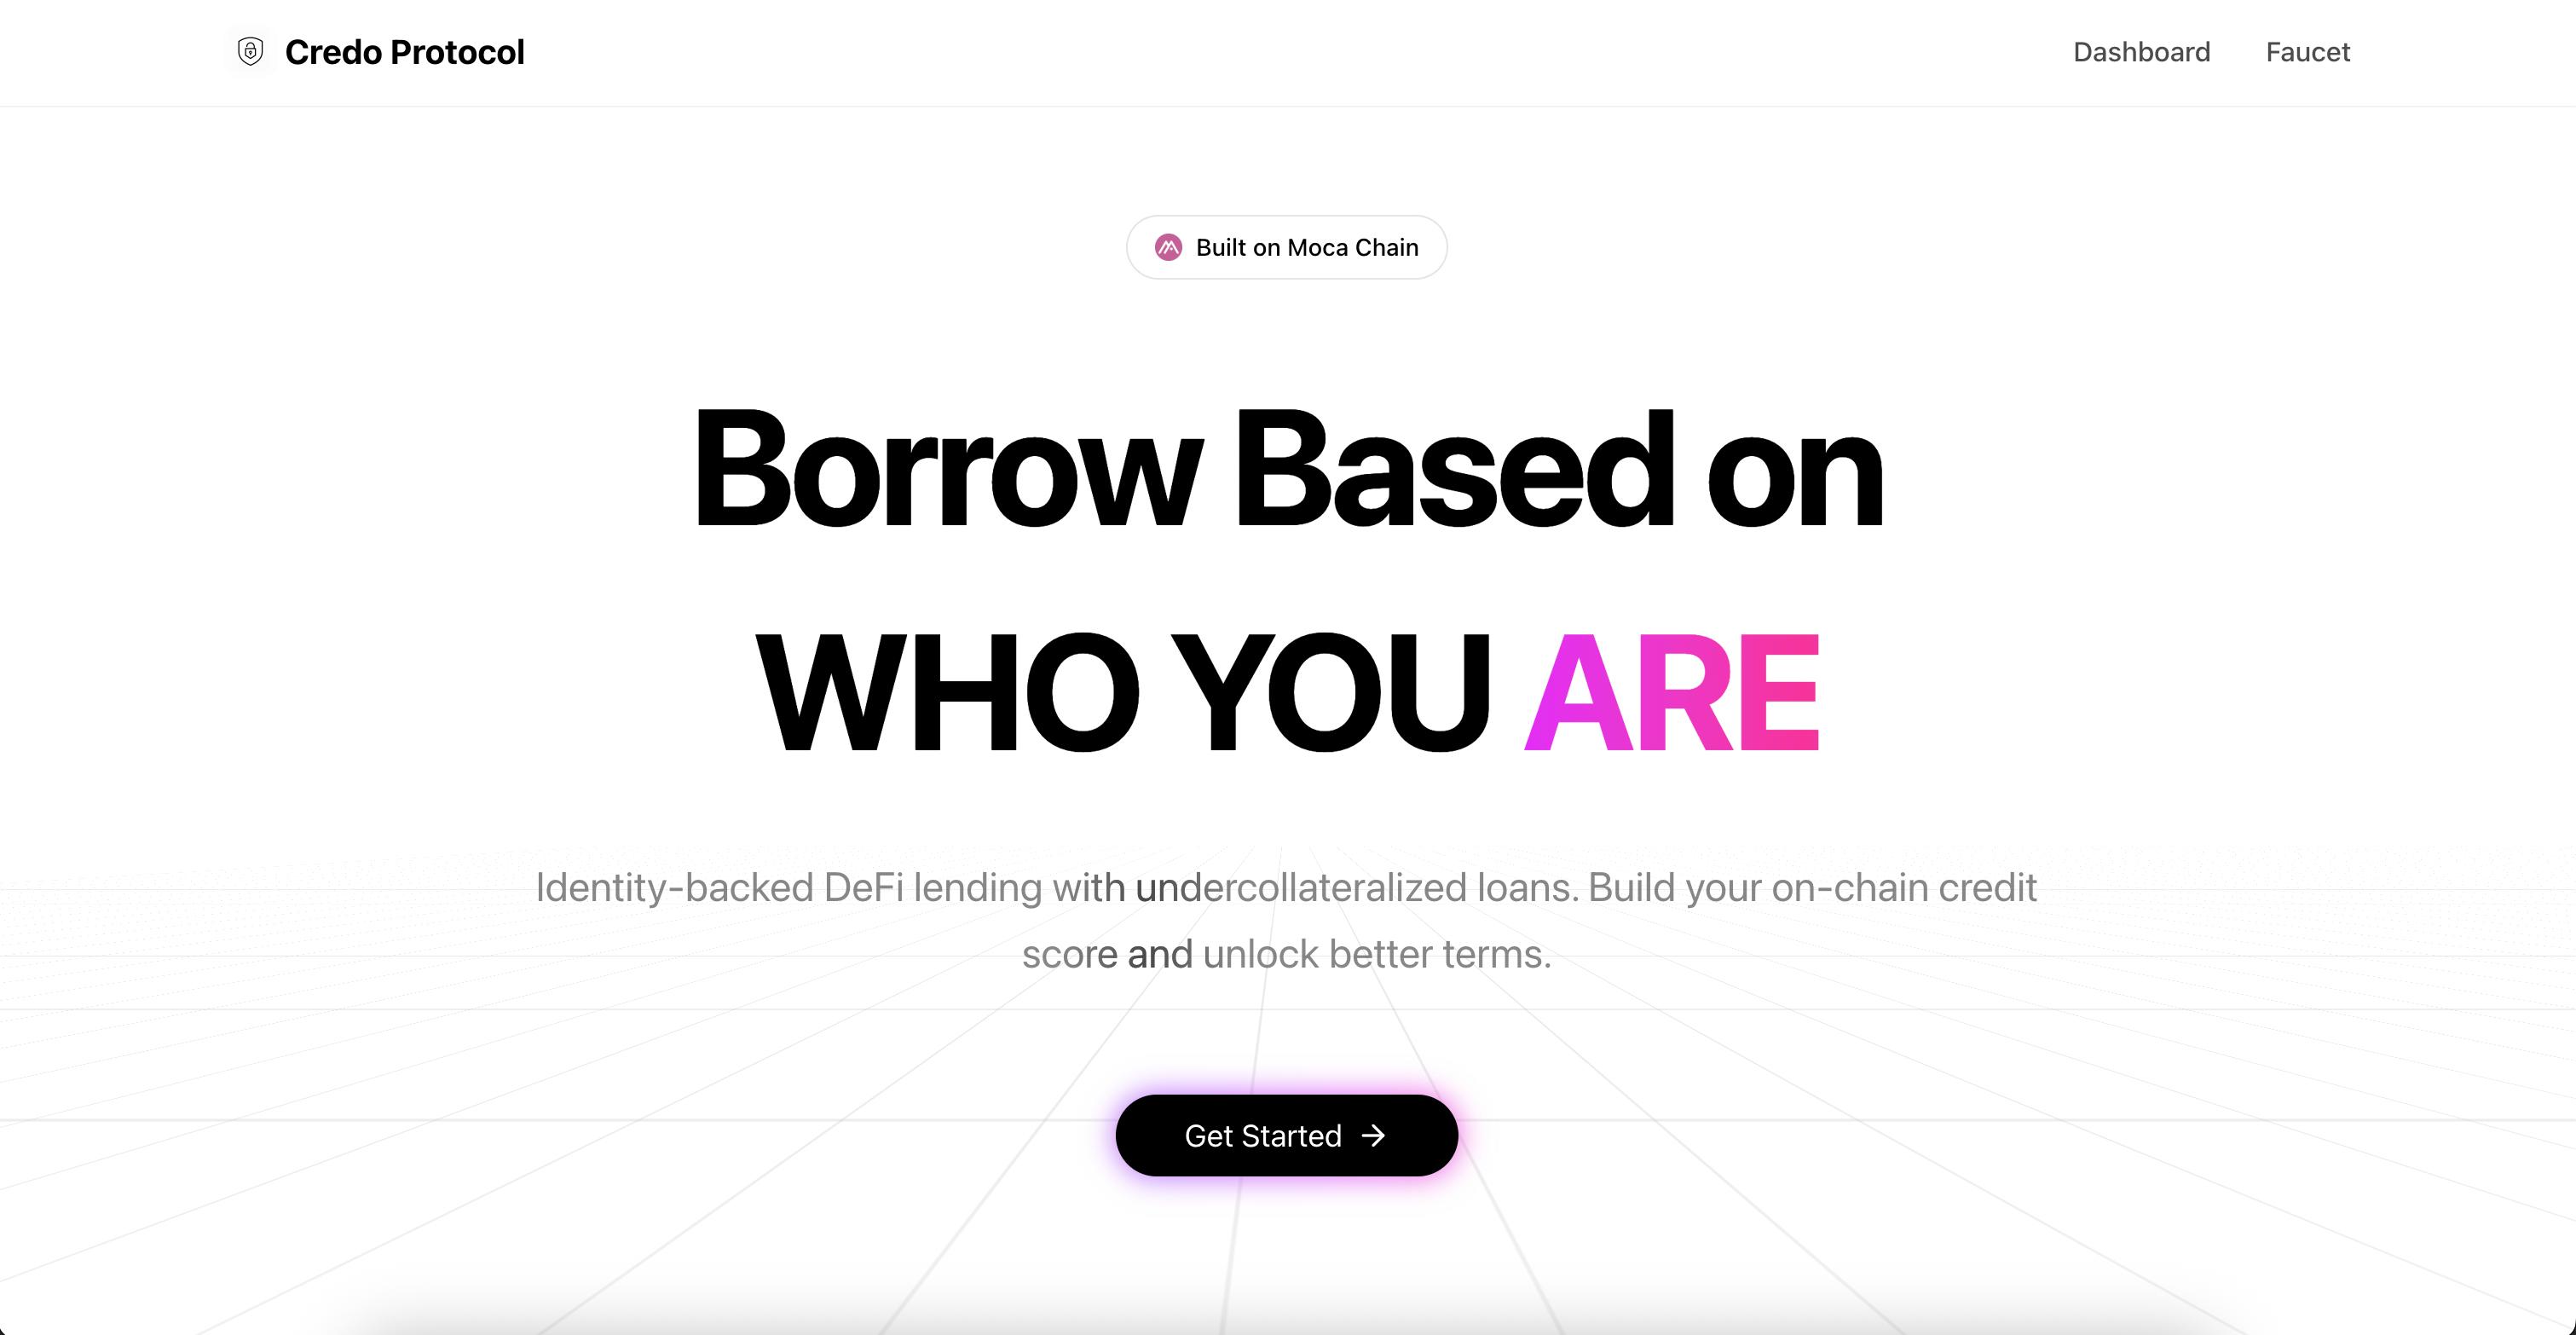 Credo Protocol
Dashboard
Faucet
Built on Moca Chain
Borrow Based on
WHO YOU ARE
Identity-backed DeFi lending with undercollateralized loans. Build your on-chain credit
score and unlock better terms.
Get Started →